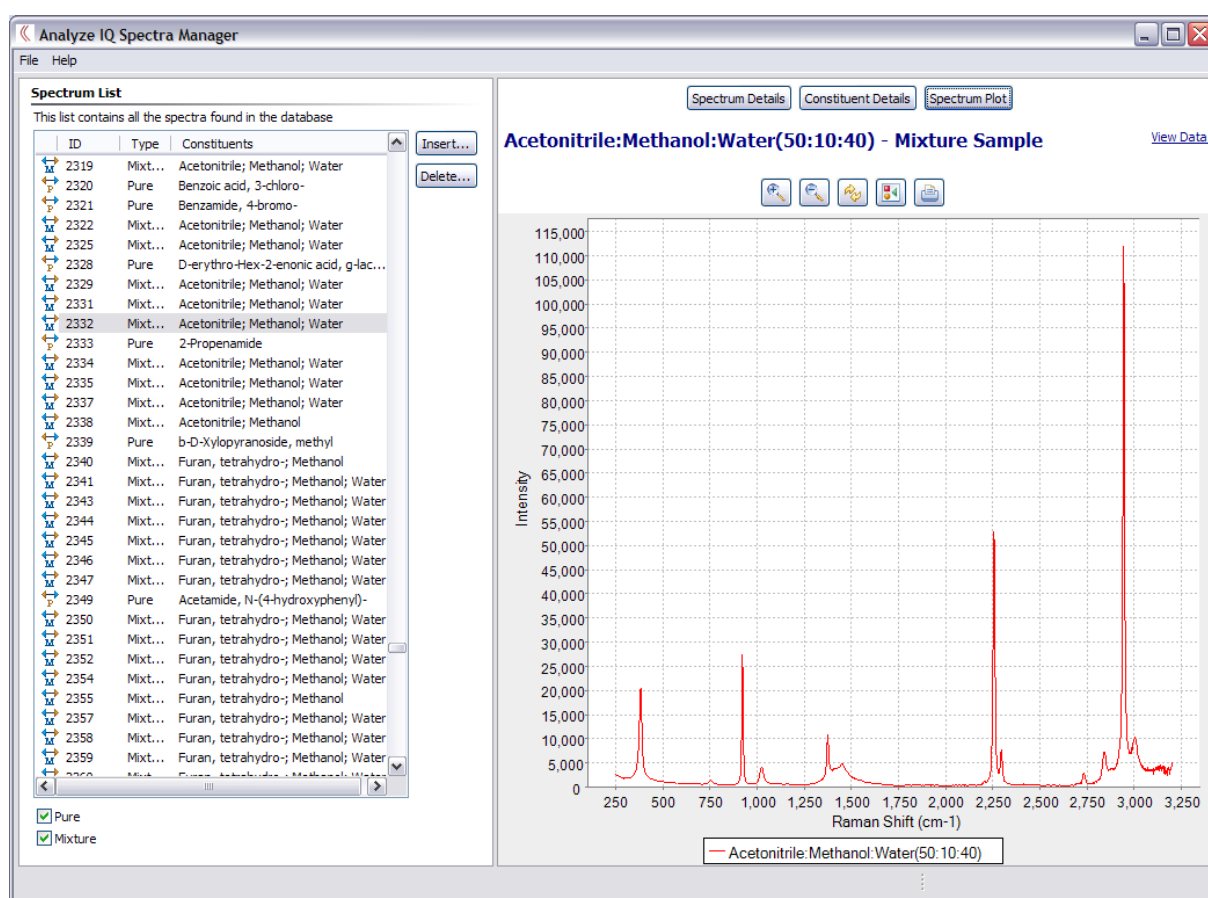 Analyze IQ Spectra Manager
File Help
Spectrum List
This list contains all the spectra found in the database
ID Type Constituents
M 2319 Mixt... Acetonitrile; Methanol; Water
P 2320 Pure Benzoic acid, 3-chloro-
P 2321 Pure Benzamide, 4-bromo-
M 2322 Mixt... Acetonitrile; Methanol; Water
M 2325 Mixt... Acetonitrile; Methanol; Water
P 2328 Pure D-erythro-Hex-2-enonic acid, g-lac...
M 2329 Mixt... Acetonitrile; Methanol; Water
M 2331 Mixt... Acetonitrile; Methanol; Water
M 2332 Mixt... Acetonitrile; Methanol; Water
P 2333 Pure 2-Propenamide
M 2334 Mixt... Acetonitrile; Methanol; Water
M 2335 Mixt... Acetonitrile; Methanol; Water
M 2337 Mixt... Acetonitrile; Methanol; Water
M 2338 Mixt... Acetonitrile; Methanol
P 2339 Pure b-D-Xylopyranoside, methyl
M 2340 Mixt... Furan, tetrahydro-; Methanol
M 2341 Mixt... Furan, tetrahydro-; Methanol; Water
M 2343 Mixt... Furan, tetrahydro-; Methanol; Water
M 2344 Mixt... Furan, tetrahydro-; Methanol; Water
M 2345 Mixt... Furan, tetrahydro-; Methanol; Water
M 2346 Mixt... Furan, tetrahydro-; Methanol; Water
M 2347 Mixt... Furan, tetrahydro-; Methanol; Water
P 2349 Pure Acetamide, N-(4-hydroxyphenyl)-
M 2350 Mixt... Furan, tetrahydro-; Methanol; Water
M 2351 Mixt... Furan, tetrahydro-; Methanol; Water
M 2352 Mixt... Furan, tetrahydro-; Methanol; Water
M 2354 Mixt... Furan, tetrahydro-; Methanol; Water
M 2355 Mixt... Furan, tetrahydro-; Methanol
M 2357 Mixt... Furan, tetrahydro-; Methanol; Water
M 2358 Mixt... Furan, tetrahydro-; Methanol; Water
M 2359 Mixt... Furan, tetrahydro-; Methanol; Water
Insert...
Delete...
Pure
Mixture
Spectrum Details Constituent Details Spectrum Plot
Acetonitrile:Methanol:Water(50:10:40) - Mixture Sample View Data
115,000
110,000
105,000
100,000
95,000
90,000
85,000
80,000
75,000
70,000
65,000
60,000
55,000
50,000
45,000
40,000
35,000
30,000
25,000
20,000
15,000
10,000
5,000
0
Intensity
250 500 750 1,000 1,250 1,500 1,750 2,000 2,250 2,500 2,750 3,000 3,250
Raman Shift (cm-1)
Acetonitrile:Methanol:Water(50:10:40)